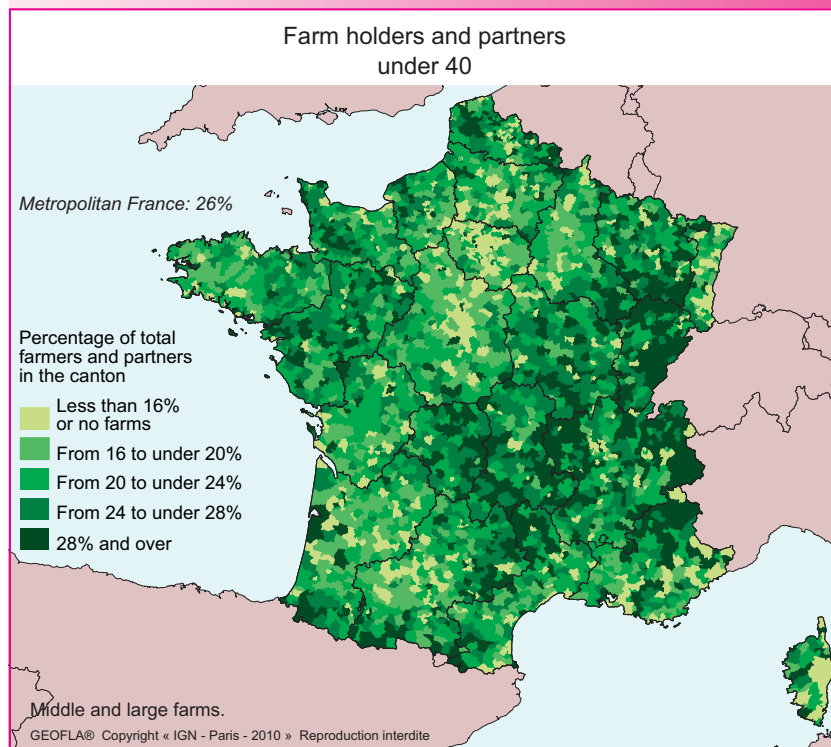 Farm holders and partners
under 40
Metropolitan France: 26%
Percentage of total
farmers and partners
in the canton
Less than 16%
or no farms
From 16 to under 20%
From 20 to under 24%
From 24 to under 28%
28% and over
Middle and large farms.
GEOFLA® Copyright « IGN - Paris - 2010 » Reproduction interdite